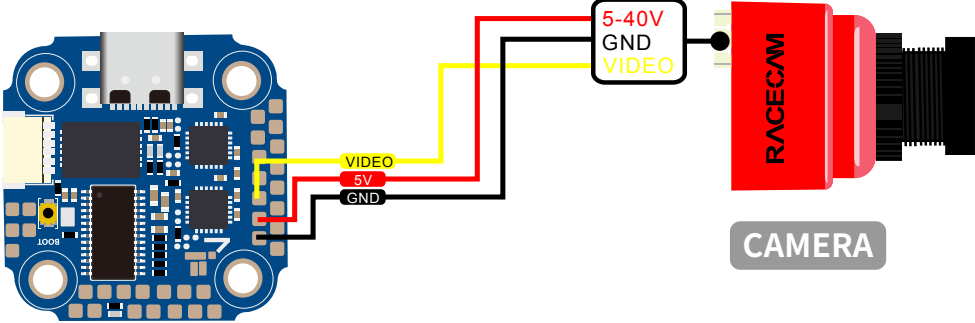 5-40V
GND
VIDEO
VIDEO
5V
GND
RACECAM
BOOT
CAMERA